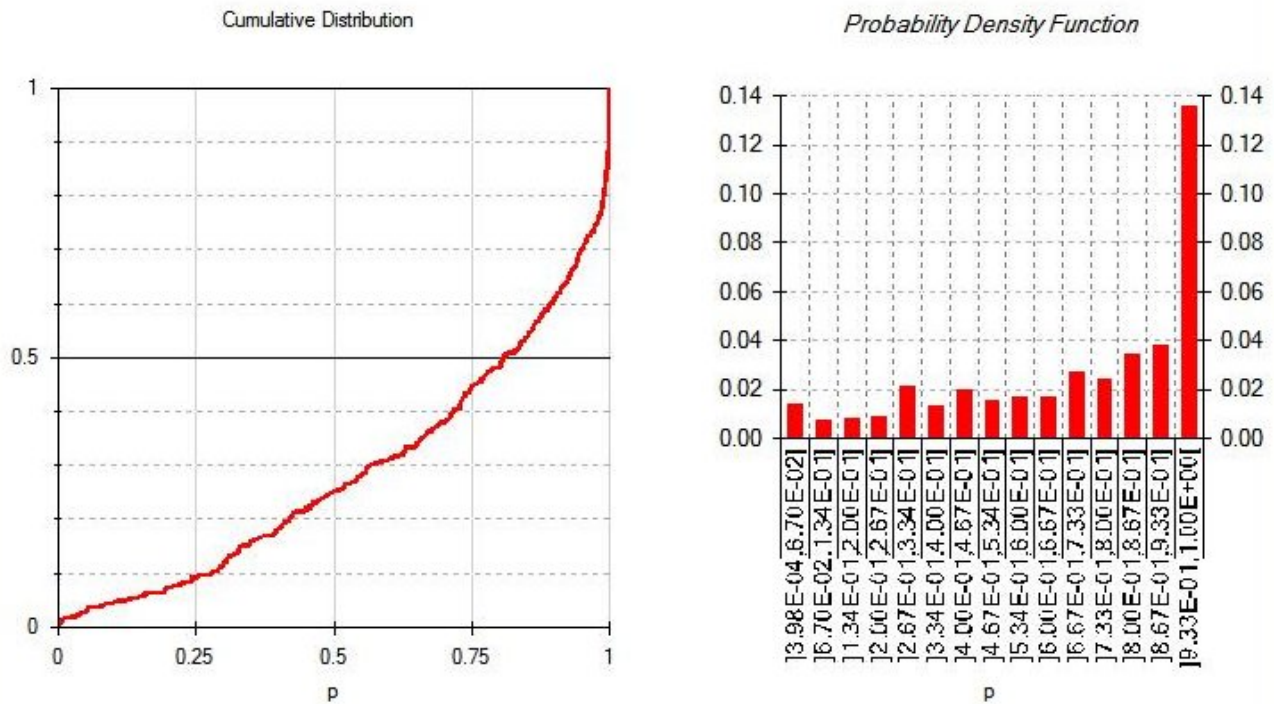 Cumulative Distribution
1
0.5
0
0
0.25
0.5
0.75
1
p
Probability Density Function
0.14
0.12
0.10
0.08
0.06
0.04
0.02
0.00
0.14
0.12
0.10
0.08
0.06
0.04
0.02
0.00
]3.98E-04,6.70E-02]
]6.70E-02,1.34E-01]
]1.34E-01,2.00E-01]
]2.00E-01,2.67E-01]
]2.67E-01,3.34E-01]
]3.34E-01,4.00E-01]
]4.00E-01,4.67E-01]
]4.67E-01,5.34E-01]
]5.34E-01,6.00E-01]
]6.00E-01,6.67E-01]
]6.67E-01,7.33E-01]
]7.33E-01,8.00E-01]
]8.00E-01,8.67E-01]
]8.67E-01,9.33E-01]
]9.33E-01,1.00E+00[
p